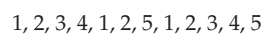 1, 2, 3, 4, 1, 2, 5, 1, 2, 3, 4, 5